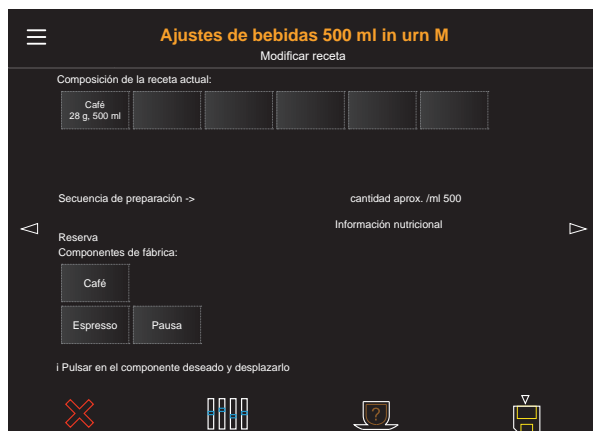 Ajustes de bebidas 500 ml in urn M
Modificar receta
Composición de la receta actual:
Café
28 g, 500 ml
Secuencia de preparación ->
cantidad aprox. /ml 500
Información nutricional
Reserva
Componentes de fábrica:
Café
Espresso
Pausa
i Pulsar en el componente deseado y desplazarlo
?